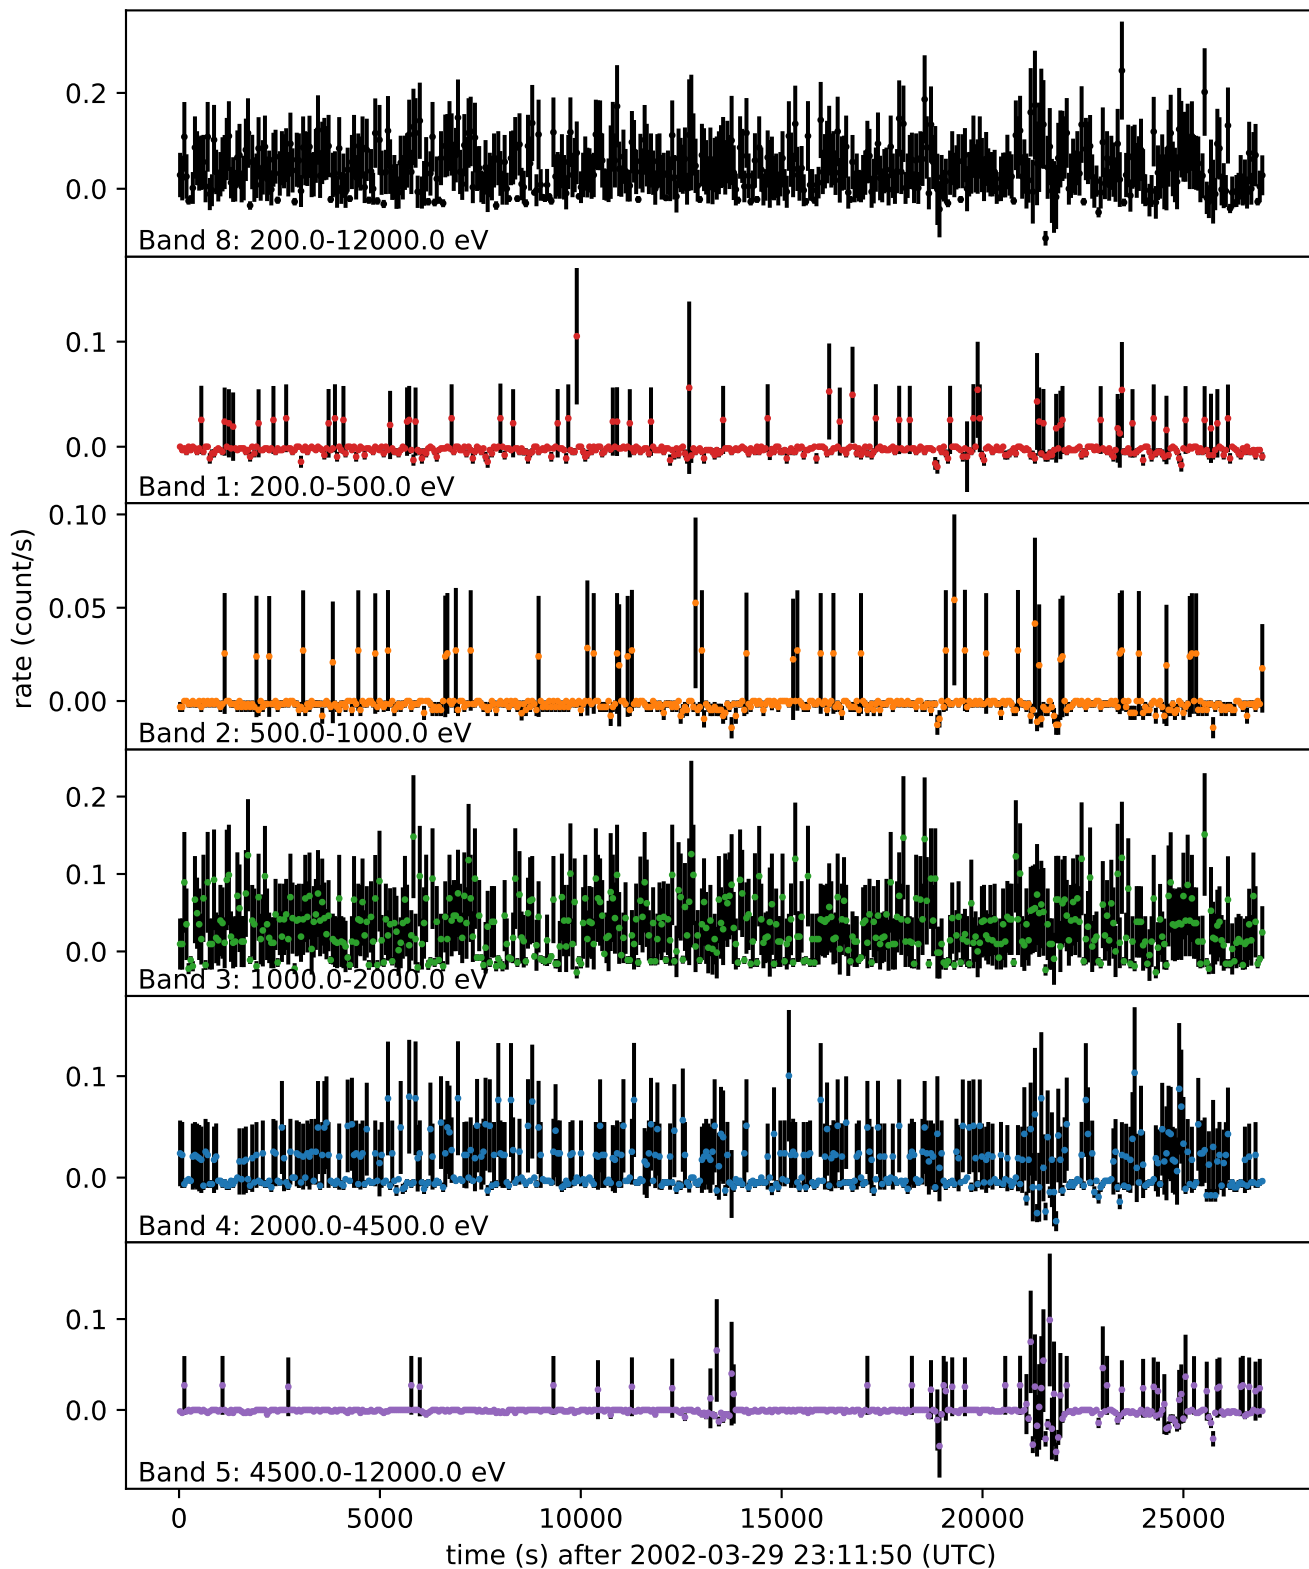 0.2
0.0
Band 8: 200.0-12000.0 eV
0.1
0.0
Band 1: 200.0-500.0 eV
rate (count/s)
0.10
0.05
0.00
Band 2: 500.0-1000.0 eV
0.2
0.1
0.0
Band 3: 1000.0-2000.0 eV
0.1
0.0
Band 4: 2000.0-4500.0 eV
0.1
0.0
Band 5: 4500.0-12000.0 eV
0 5000 10000 15000 20000 25000
time (s) after 2002-03-29 23:11:50 (UTC)